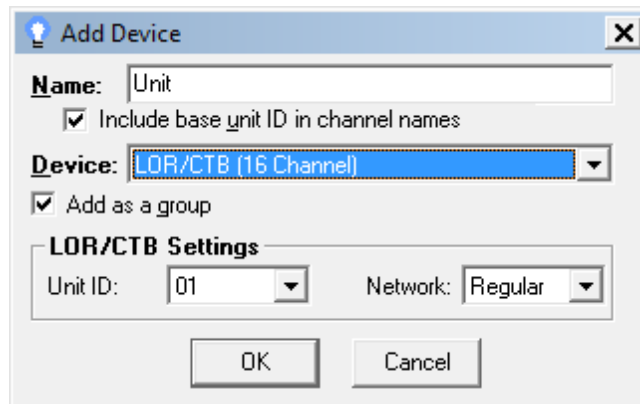 Add Device
Name: Unit
Include base unit ID in channel names
Device: LOR/CTB (16 Channel)
Add as a group
LOR/CTB Settings
Unit ID: 01 Network: Regular
OK Cancel